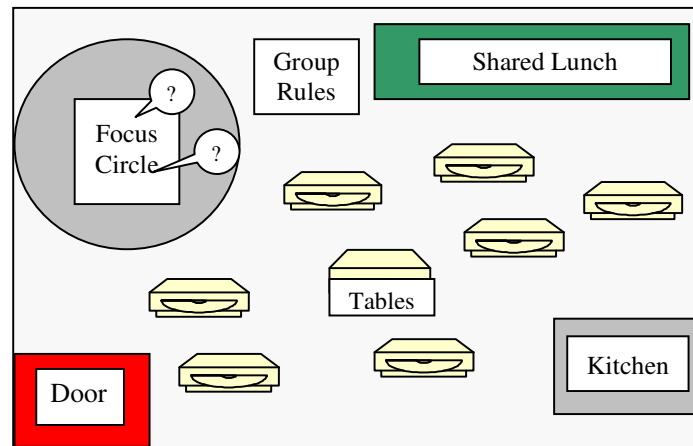 Group
Rules
Shared Lunch
?
Focus
Circle
?
Tables
Kitchen
Door